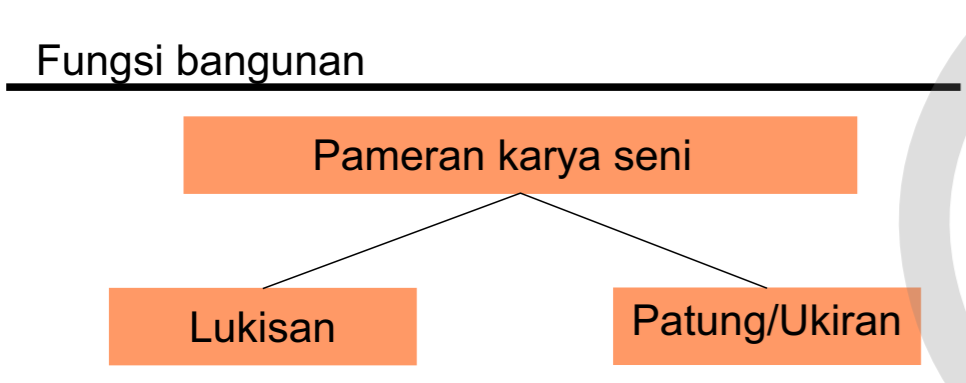 Fungsi bangunan
Pameran karya seni
Lukisan
Patung/Ukiran